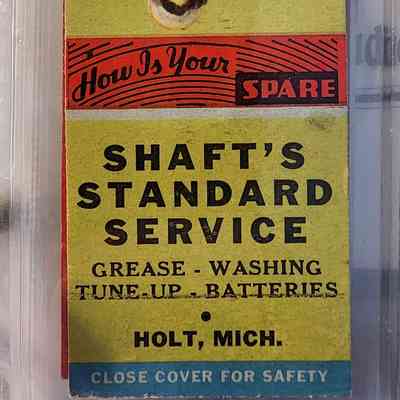 How Is Your SPARE
SHAFT'S
STANDARD
SERVICE
GREASE - WASHING
TUNE-UP - BATTERIES
•
HOLT, MICH.
CLOSE COVER FOR SAFETY